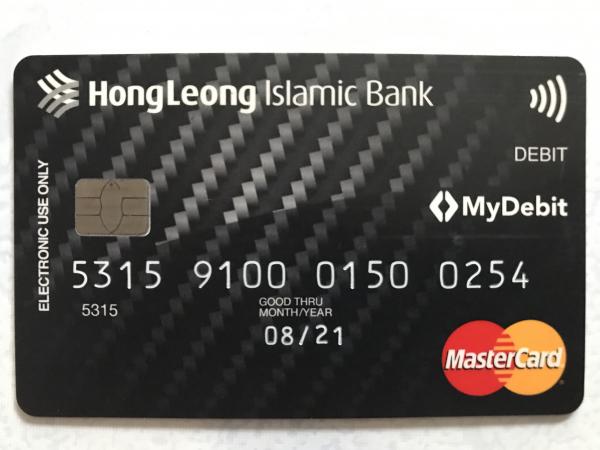 HongLeong Islamic Bank
DEBIT
ELECTRONIC USE ONLY
MyDebit
5315 9100 0150 0254
5315
GOOD THRU
MONTH/YEAR
08/21
MasterCard